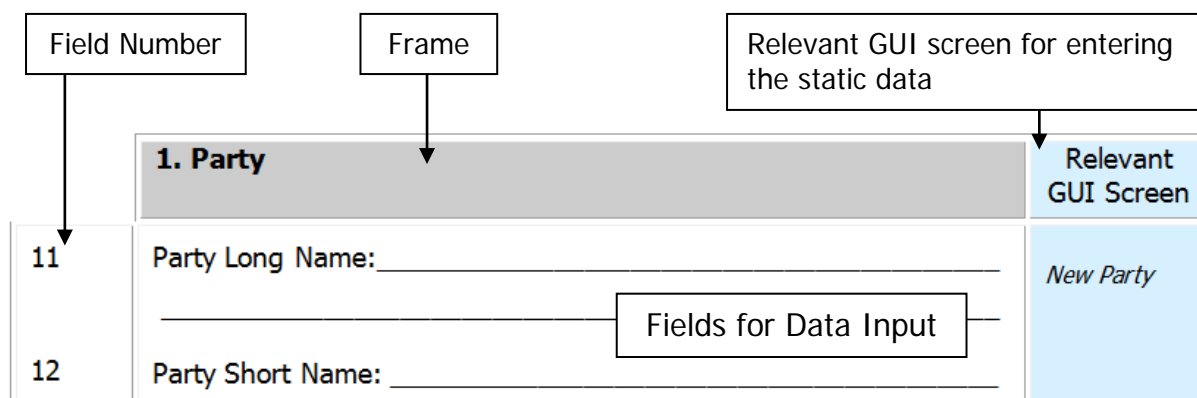 Field Number
Frame
Relevant GUI screen for entering
the static data
1. Party
Relevant
GUI Screen
11
Party Long Name:
New Party
Fields for Data Input
12
Party Short Name: